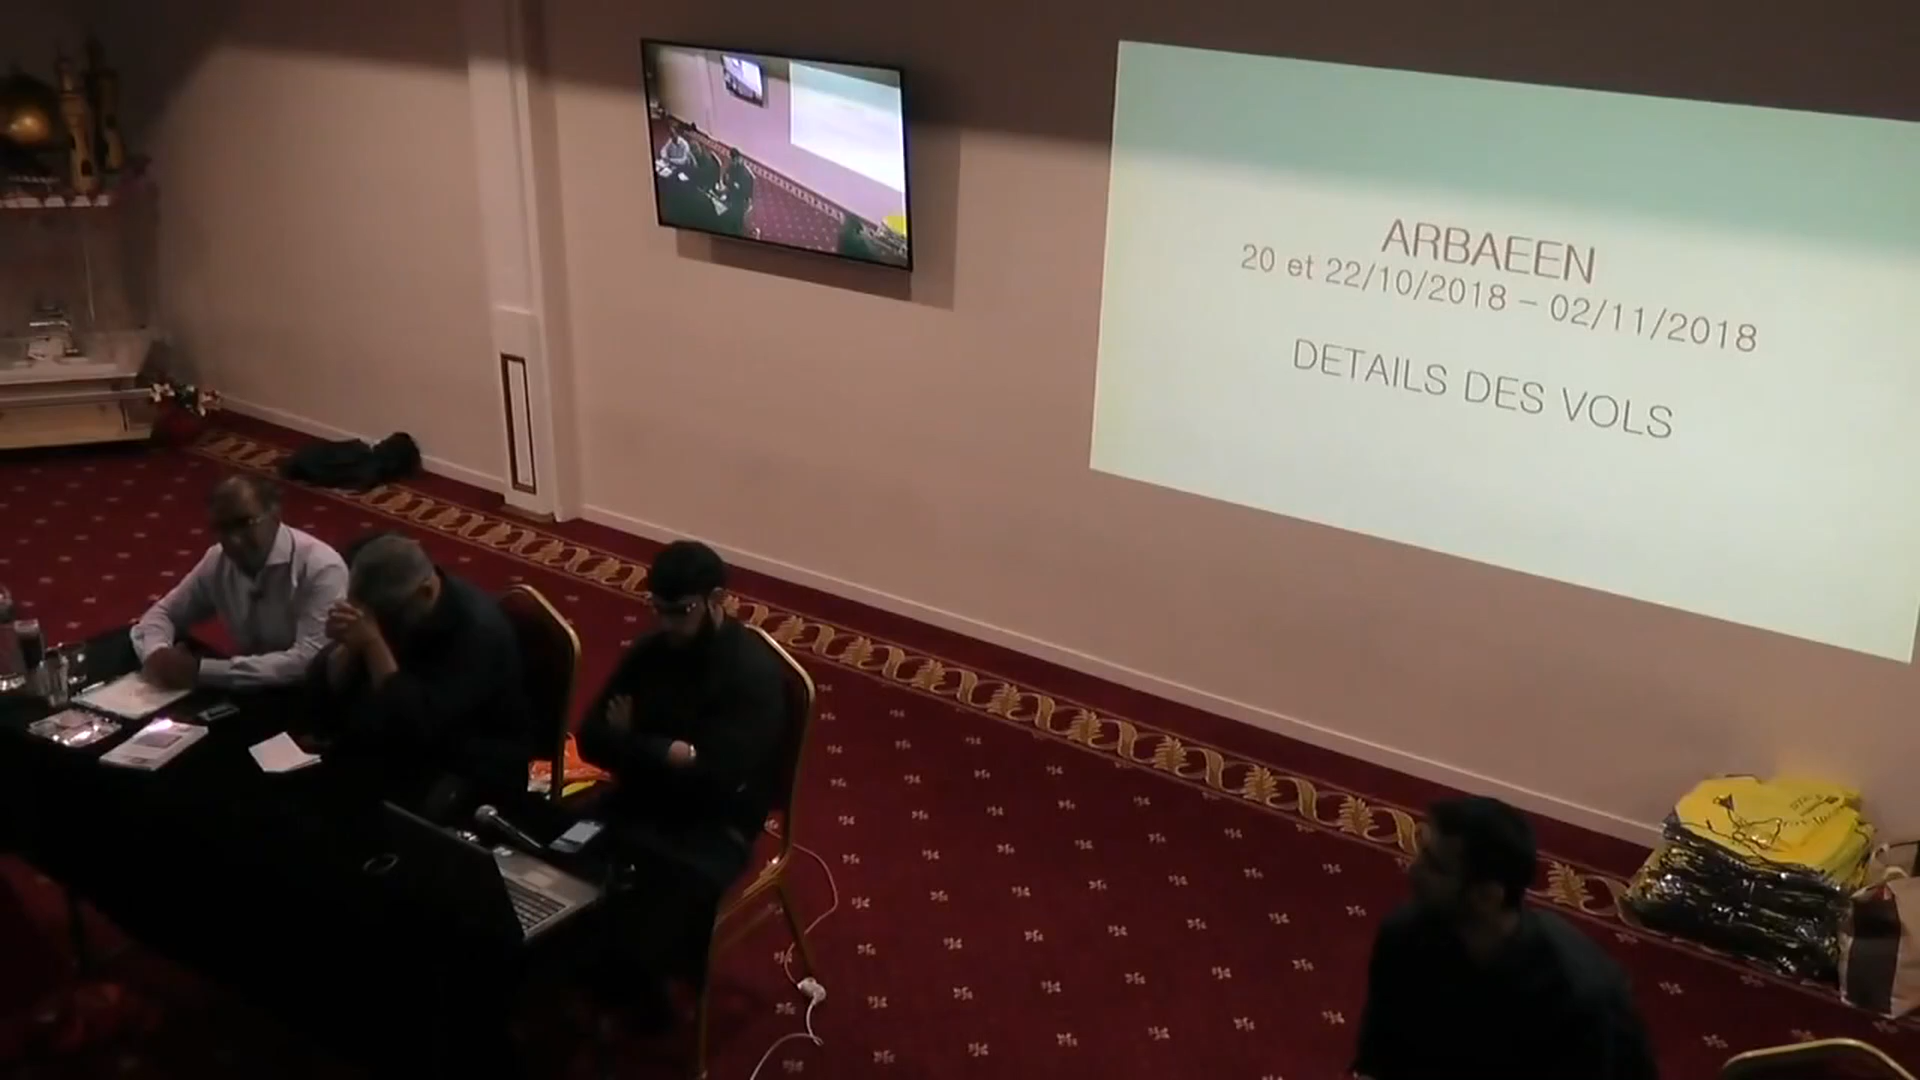 ARBAEEN
20 et 22/10/2018 – 02/11/2018
DETAILS DES VOLS